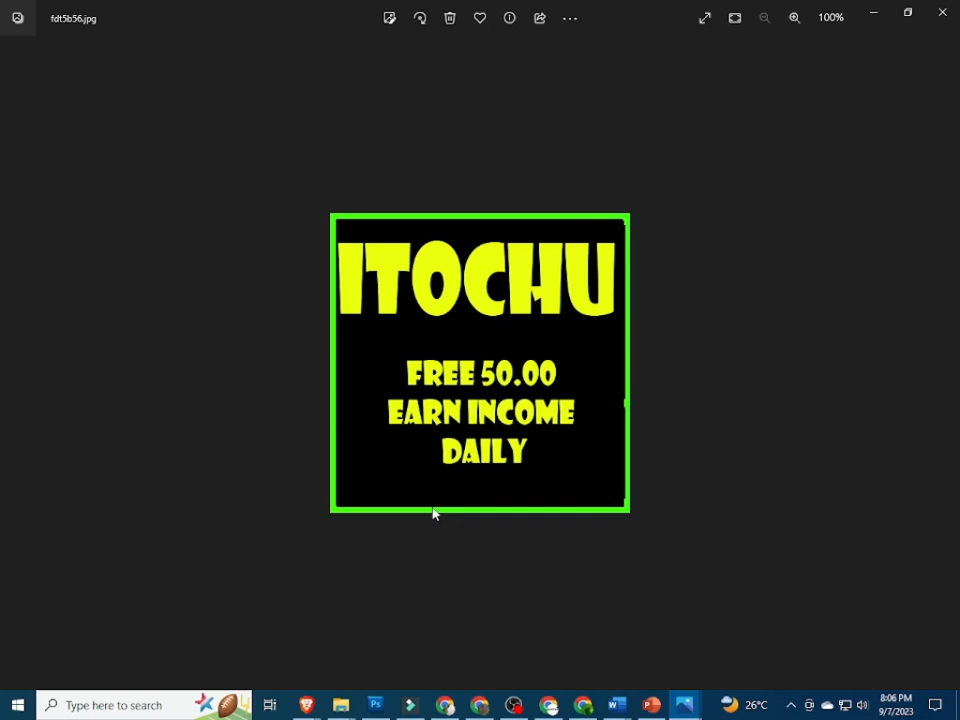 fdt5b56.jpg
100%
ITOCHU
FREE 50.00
EARN INCOME
DAILY
Type here to search
26°C
8:06 PM
9/7/2023